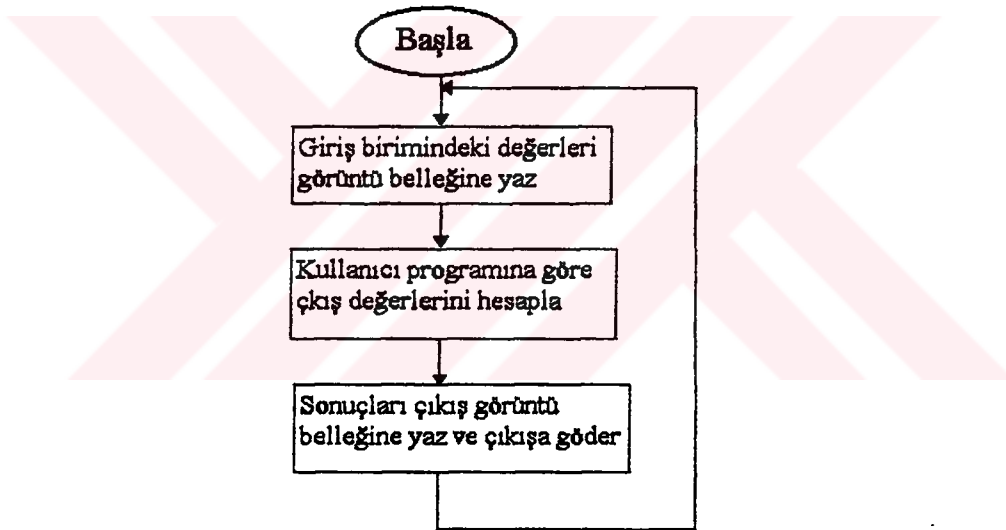 Başla
Giriş birimindeki değerleri
görüntü belleğine yaz
Kullanıcı programına göre
çkış değerlerini hesapla
Sonuçları çıkış görüntü
belleğine yaz ve çıkışa göder